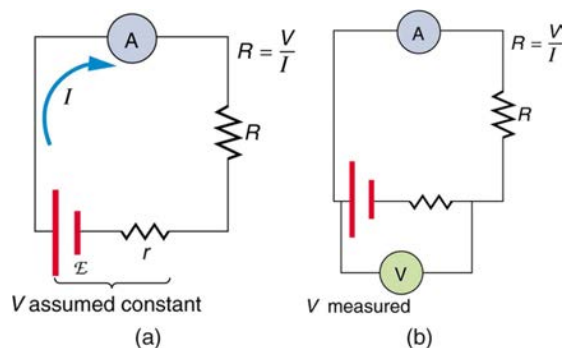 A
R = V/I
I
R
ℰ
r
V assumed constant
(a)
A
R = V/I
R
V
V measured
(b)